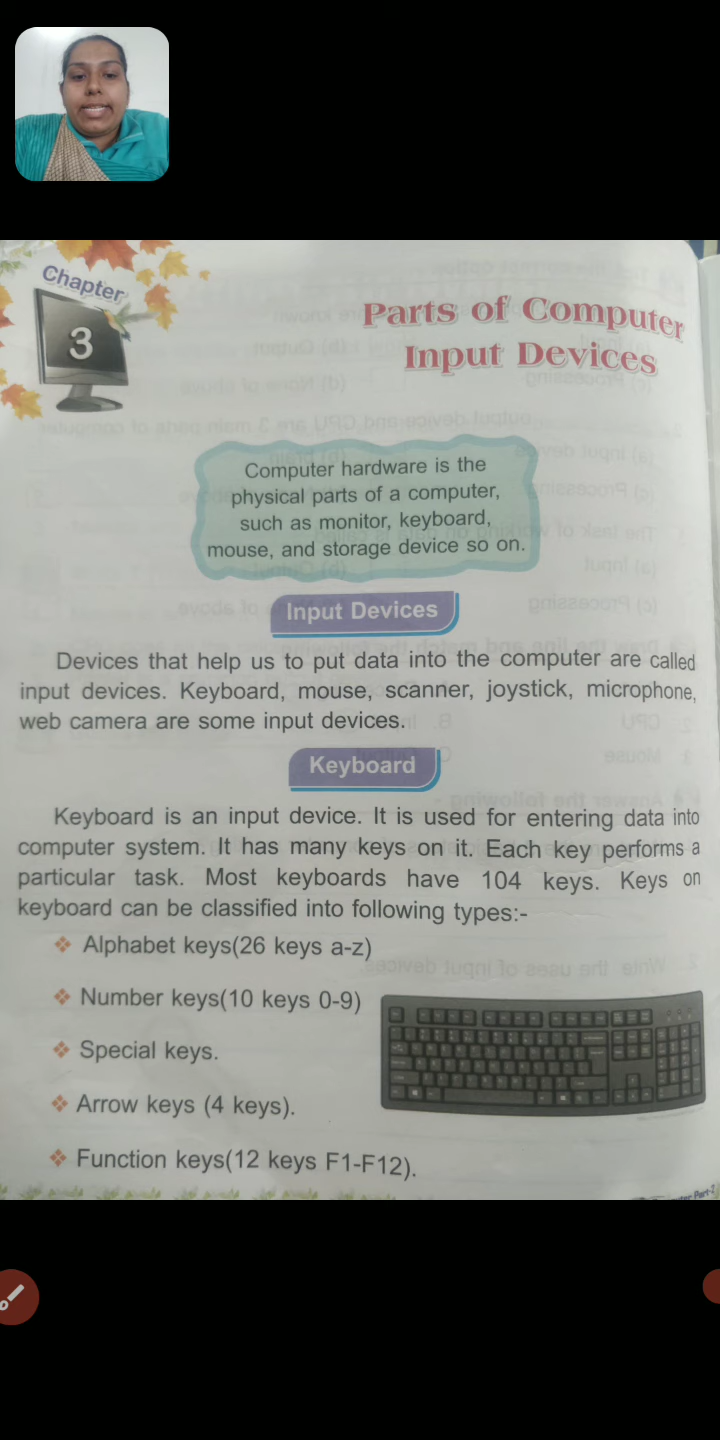 Chapter
3
Parts of Computer
Input Devices
Computer hardware is the
physical parts of a computer,
such as monitor, keyboard,
mouse, and storage device so on.
Input Devices
Devices that help us to put data into the computer are called
input devices. Keyboard, mouse, scanner, joystick, microphone,
web camera are some input devices.
Keyboard
Keyboard is an input device. It is used for entering data into
computer system. It has many keys on it. Each key performs a
particular task. Most keyboards have 104 keys. Keys on
keyboard can be classified into following types:-
❖ Alphabet keys(26 keys a-z)
❖ Number keys(10 keys 0-9)
❖ Special keys.
❖ Arrow keys (4 keys).
❖ Function keys(12 keys F1-F12).
Part-2